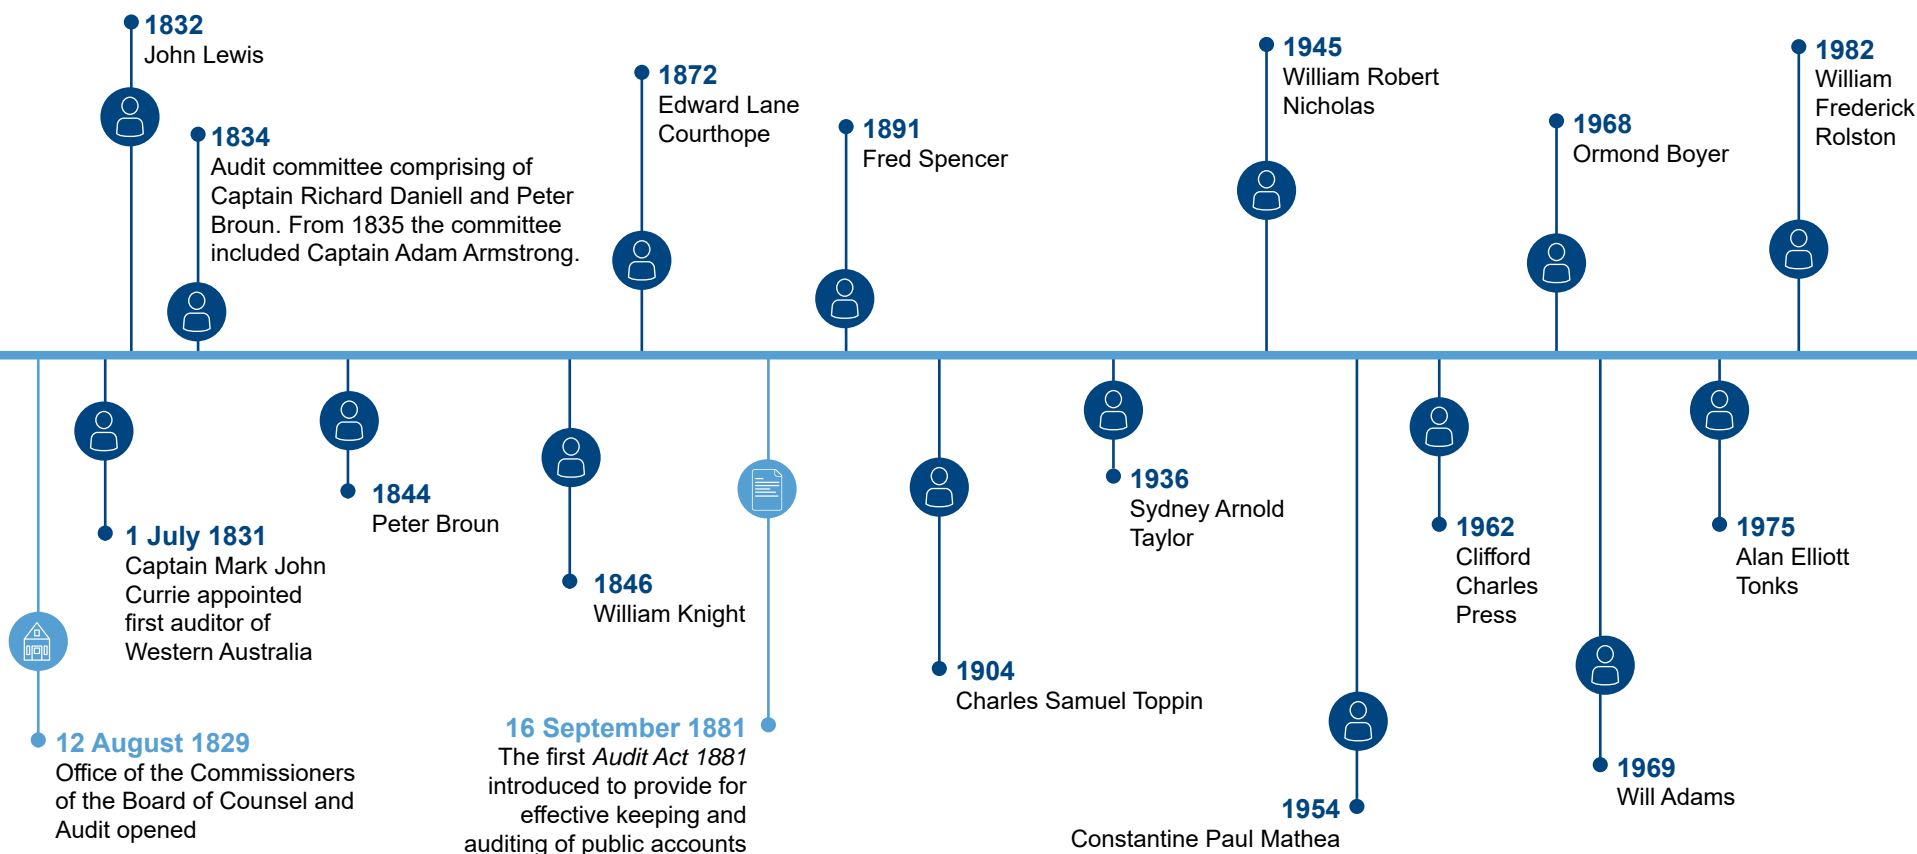 1832
John Lewis
1834
Audit committee comprising of
Captain Richard Daniell and Peter
Broun. From 1835 the committee
included Captain Adam Armstrong.
1872
Edward Lane
Courthope
1891
Fred Spencer
1945
William Robert
Nicholas
1968
Ormond Boyer
1982
William
Frederick
Rolston
12 August 1829
Office of the Commissioners
of the Board of Counsel and
Audit opened
1 July 1831
Captain Mark John
Currie appointed
first auditor of
Western Australia
1844
Peter Broun
1846
William Knight
16 September 1881
The first Audit Act 1881
introduced to provide for
effective keeping and
auditing of public accounts
1904
Charles Samuel Toppin
1936
Sydney Arnold
Taylor
1954
Constantine Paul Mathea
1962
Clifford
Charles
Press
1969
Will Adams
1975
Alan Elliott
Tonks